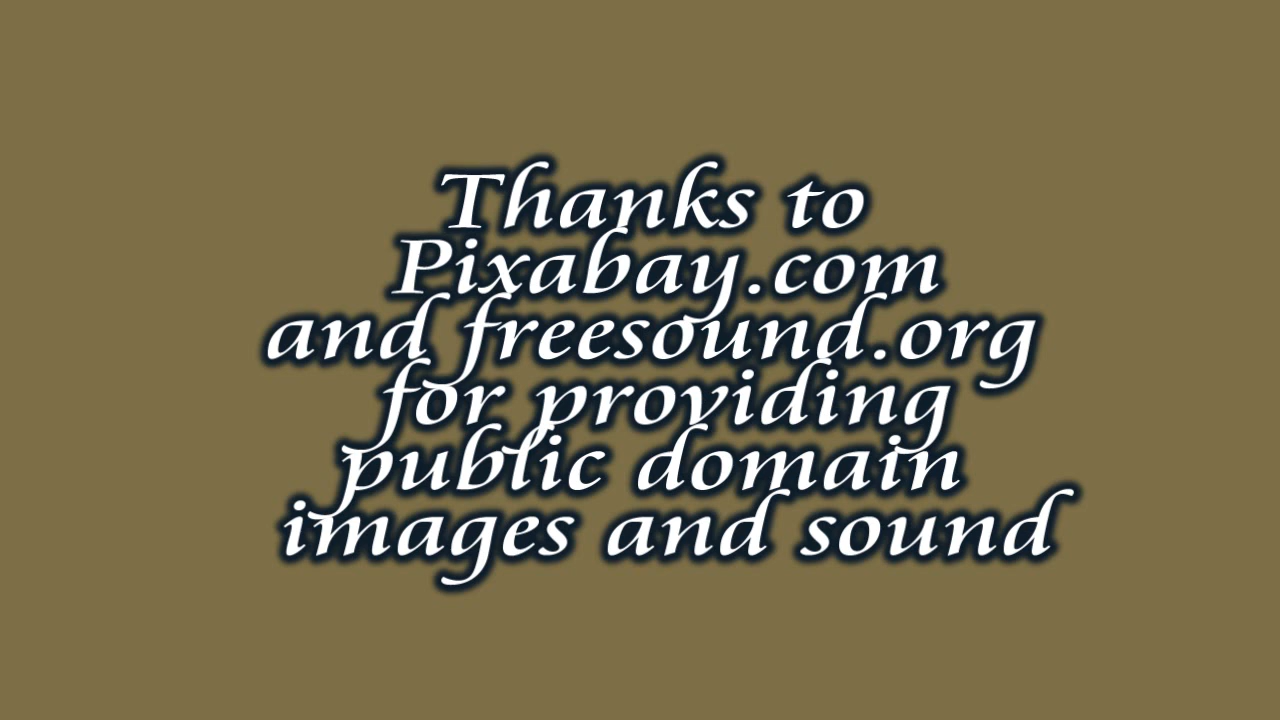 Thanks to
Pixabay.com
and freesound.org
for providing
public domain
images and sound